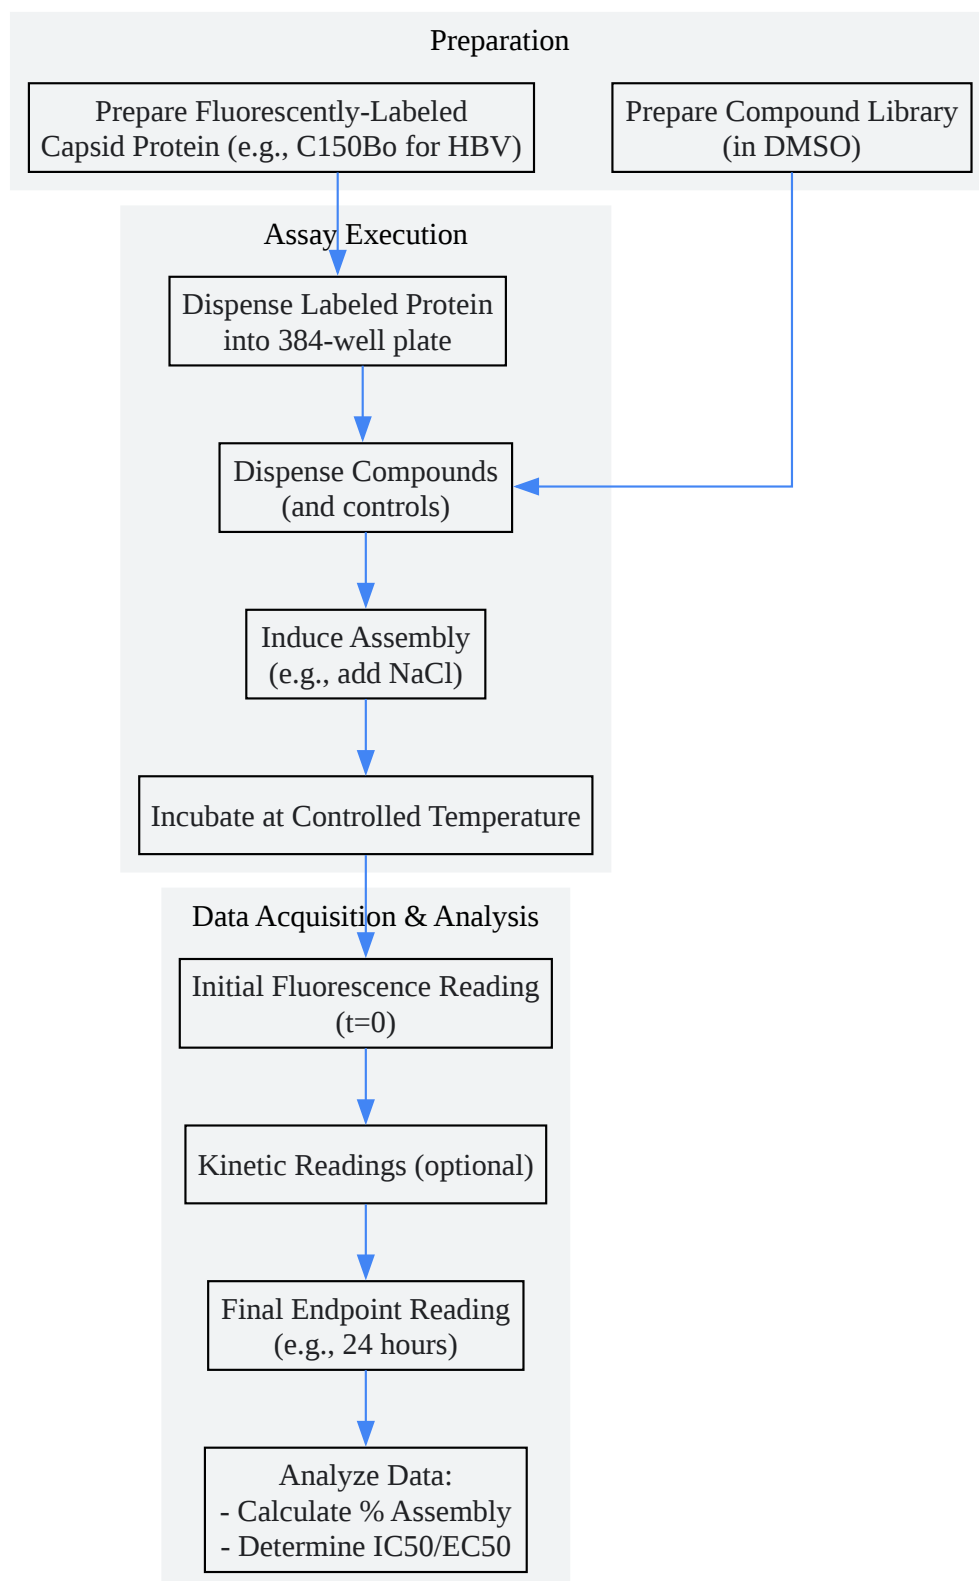 Preparation
Prepare Fluorescently-Labeled
Capsid Protein (e.g., C150Bo for HBV)
Prepare Compound Library
(in DMSO)
Assay Execution
Dispense Labeled Protein
into 384-well plate
Dispense Compounds
(and controls)
Induce Assembly
(e.g., add NaCl)
Incubate at Controlled Temperature
Data Acquisition & Analysis
Initial Fluorescence Reading
(t=0)
Kinetic Readings (optional)
Final Endpoint Reading
(e.g., 24 hours)
Analyze Data:
- Calculate % Assembly
- Determine IC50/EC50